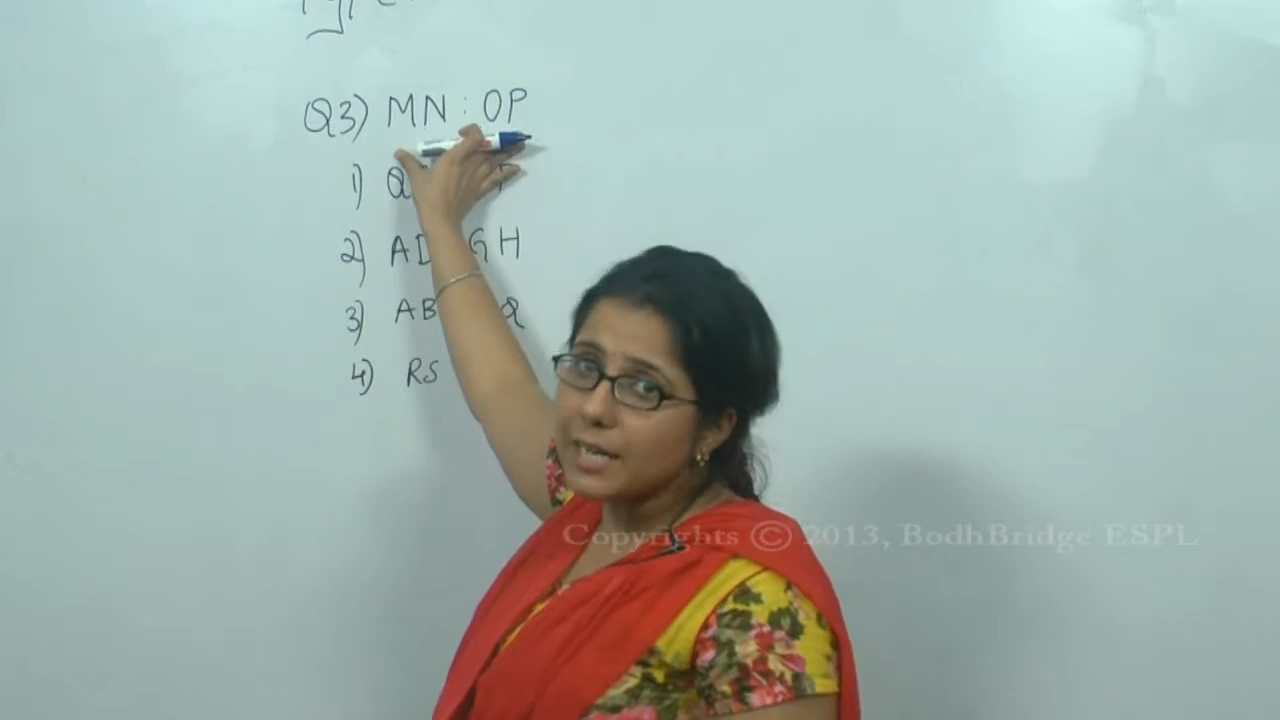 Q3) MN : OP
1) Q
2) AD GH
3) AB Q
4) RS
Copyrights © 2013, BodhBridge ESPL